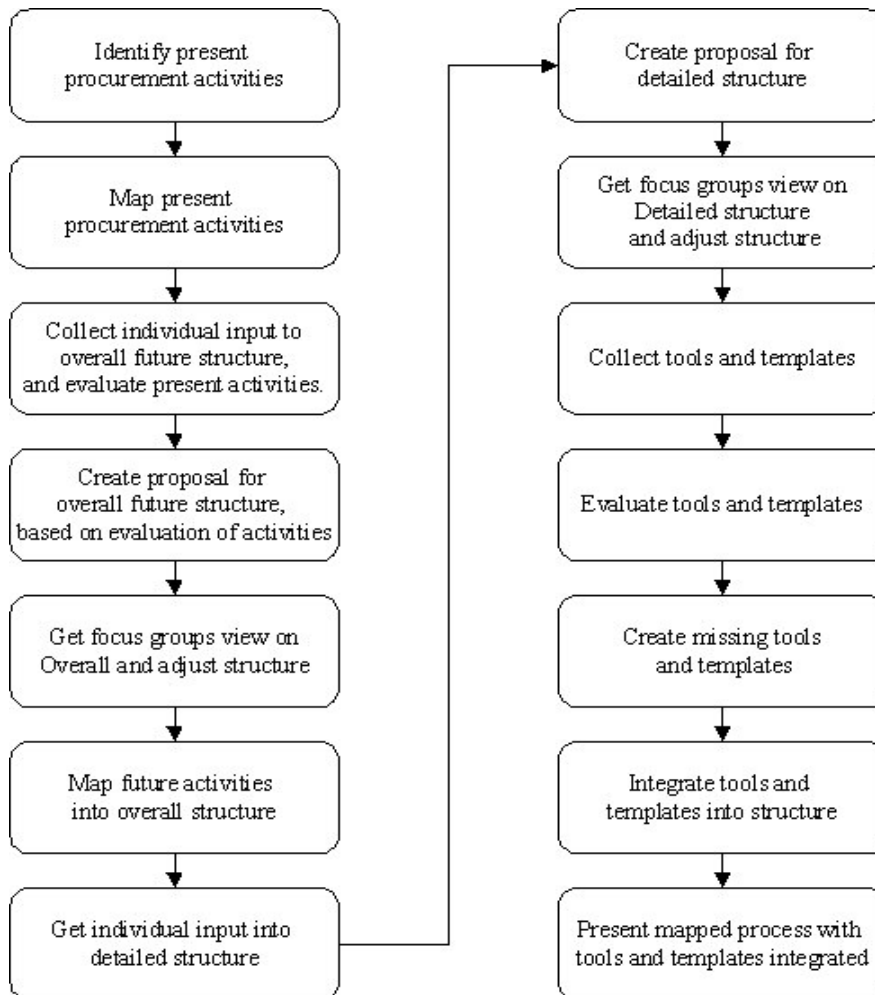 Identify present
procurement activities
Map present
procurement activities
Collect individual input to
overall future structure,
and evaluate present activities.
Create proposal for
overall future structure,
based on evaluation of activities
Get focus groups view on
Overall and adjust structure
Map future activities
into overall structure
Get individual input into
detailed structure
Create proposal for
detailed structure
Get focus groups view on
Detailed structure
and adjust structure
Collect tools and templates
Evaluate tools and templates
Create missing tools
and templates
Integrate tools and
templates into structure
Present mapped process with
tools and templates integrated